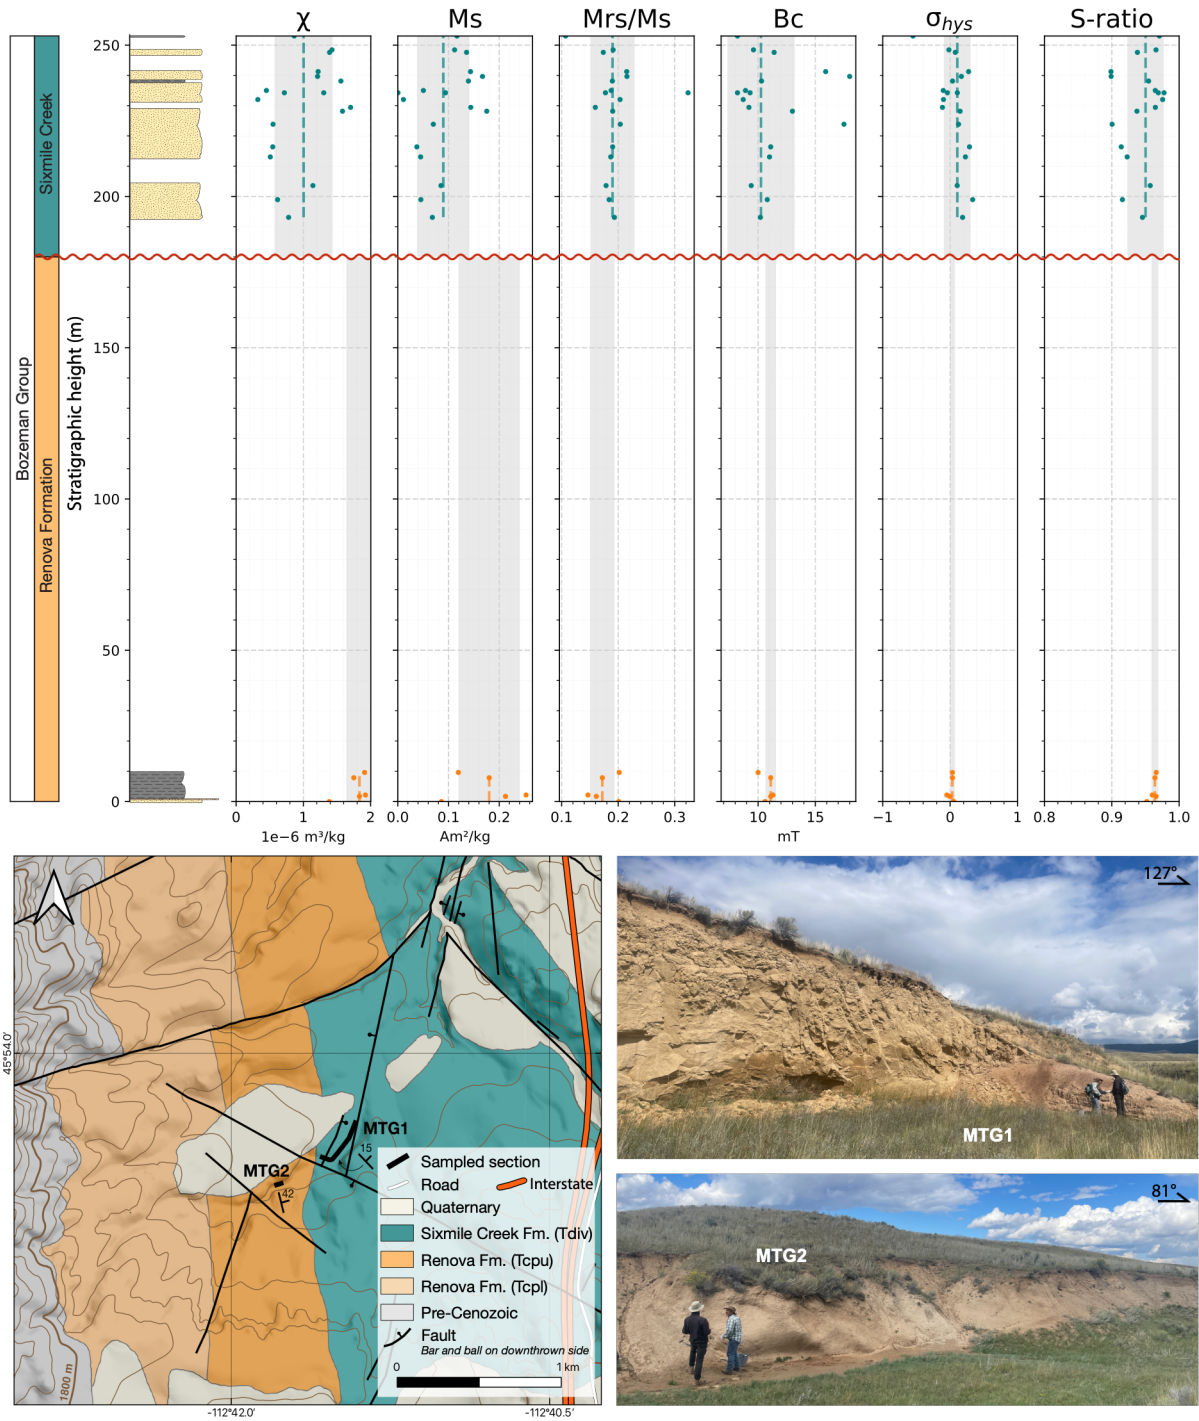 χ
Ms
Mrs/Ms
Bc
σhys
S-ratio
Bozeman Group
Sixmile Creek
Renova Formation
Stratigraphic height (m)
250
200
150
100
50
0
0 1 2
1e−6 m³/kg
0.0 0.1 0.2
Am²/kg
0.1 0.2 0.3
10 15
mT
−1 0 1
0.8 0.9 1.0
45°54.0'
-112°42.0'
-112°40.5'
1800 m
MTG1
15
MTG2
42
Sampled section
Road
Interstate
Quaternary
Sixmile Creek Fm. (Tdiv)
Renova Fm. (Tcpu)
Renova Fm. (Tcpl)
Pre-Cenozoic
Fault
Bar and ball on downthrown side
0 1 km
127°
MTG1
81°
MTG2